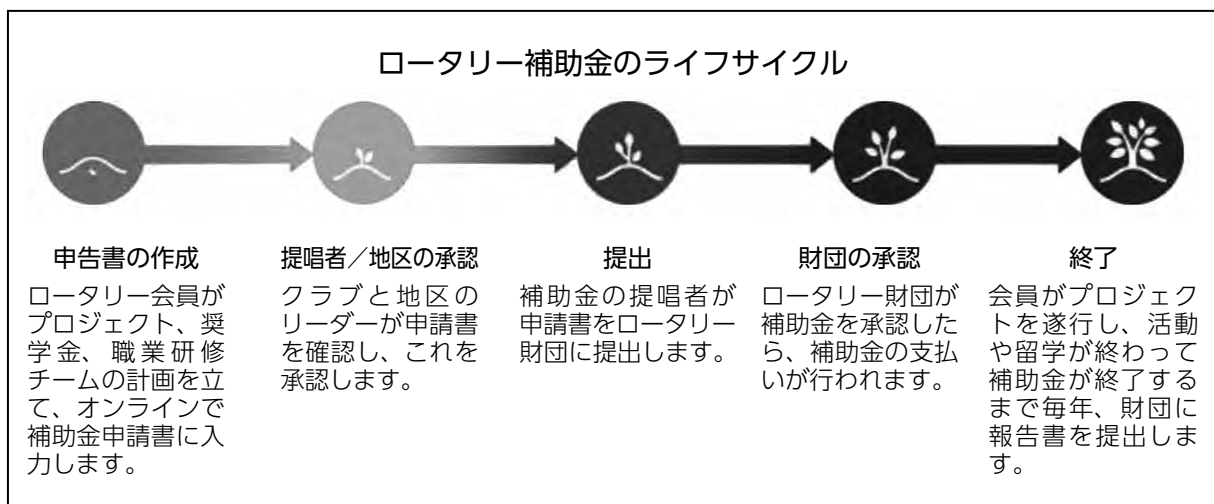 ロータリー補助金のライフサイクル
申告書の作成
ロータリー会員が
プロジェクト、奨
学金、職業研修
チームの計画を立
て、オンラインで
補助金申請書に入
力します。
提唱者／地区の承認
クラブと地区の
リーダーが申請書
を確認し、これを
承認します。
提出
補助金の提唱者が
申請書をロータリー
財団に提出します。
財団の承認
ロータリー財団が
補助金を承認した
ら、補助金の支払
いが行われます。
終了
会員がプロジェク
トを遂行し、活動
や留学が終わって
補助金が終了する
まで毎年、財団に
報告書を提出しま
す。